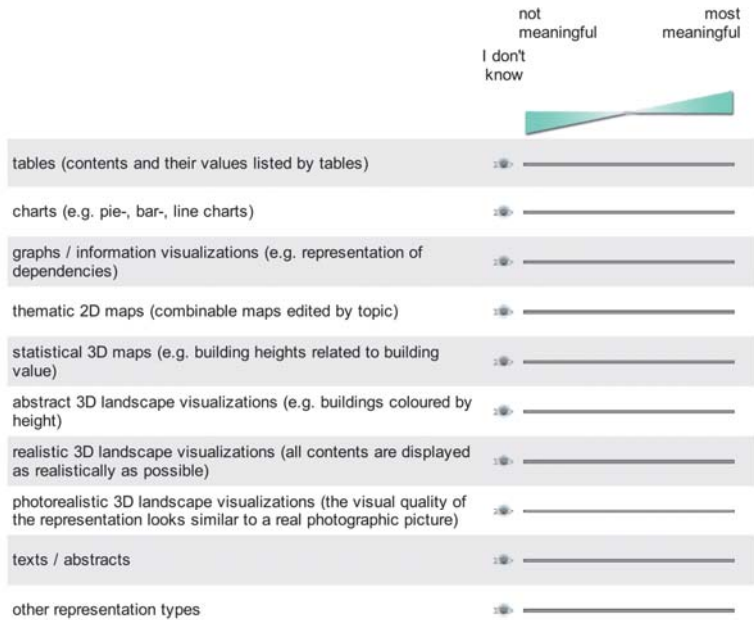 not most
meaningful meaningful
I don't
know
tables (contents and their values listed by tables)
charts (e.g. pie-, bar-, line charts)
graphs / information visualizations (e.g. representation of
dependencies)
thematic 2D maps (combinable maps edited by topic)
statistical 3D maps (e.g. building heights related to building
value)
abstract 3D landscape visualizations (e.g. buildings coloured by
height)
realistic 3D landscape visualizations (all contents are displayed
as realistically as possible)
photorealistic 3D landscape visualizations (the visual quality of
the representation looks similar to a real photographic picture)
texts / abstracts
other representation types